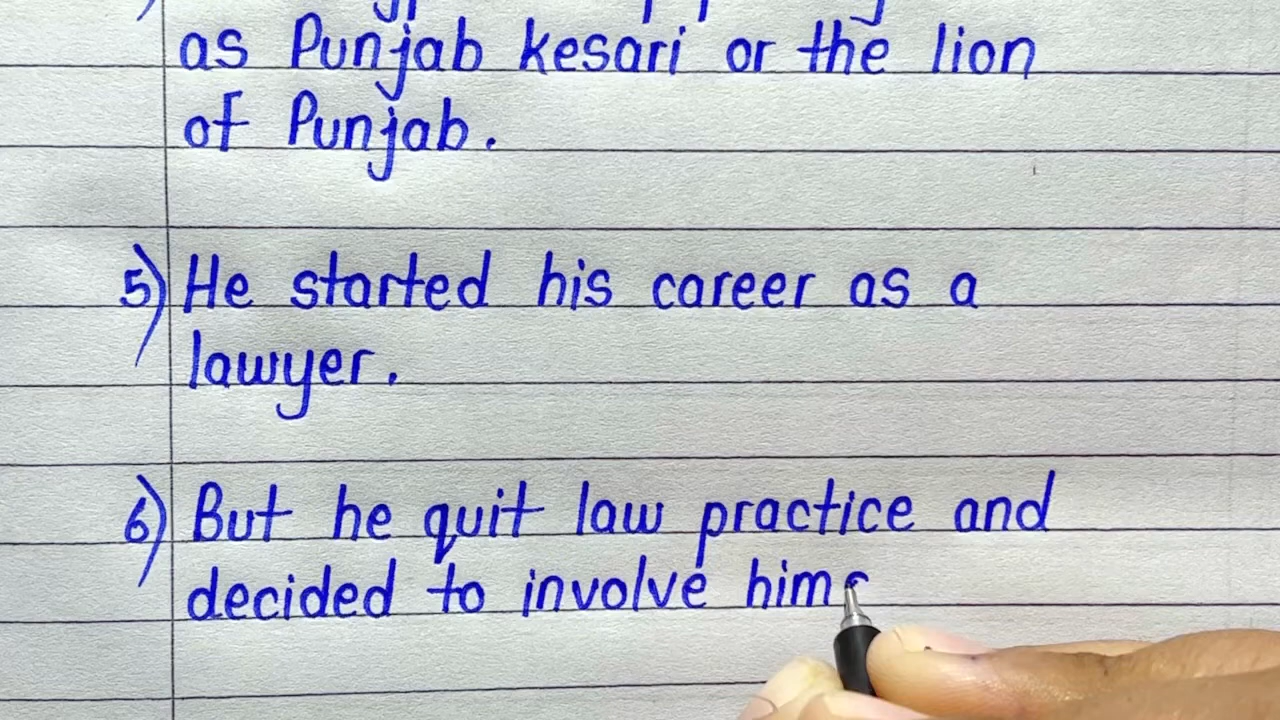 as Punjab kesari or the lion
of Punjab.
5) He started his career as a
lawyer.
6) But he quit law practice and
decided to involve hims